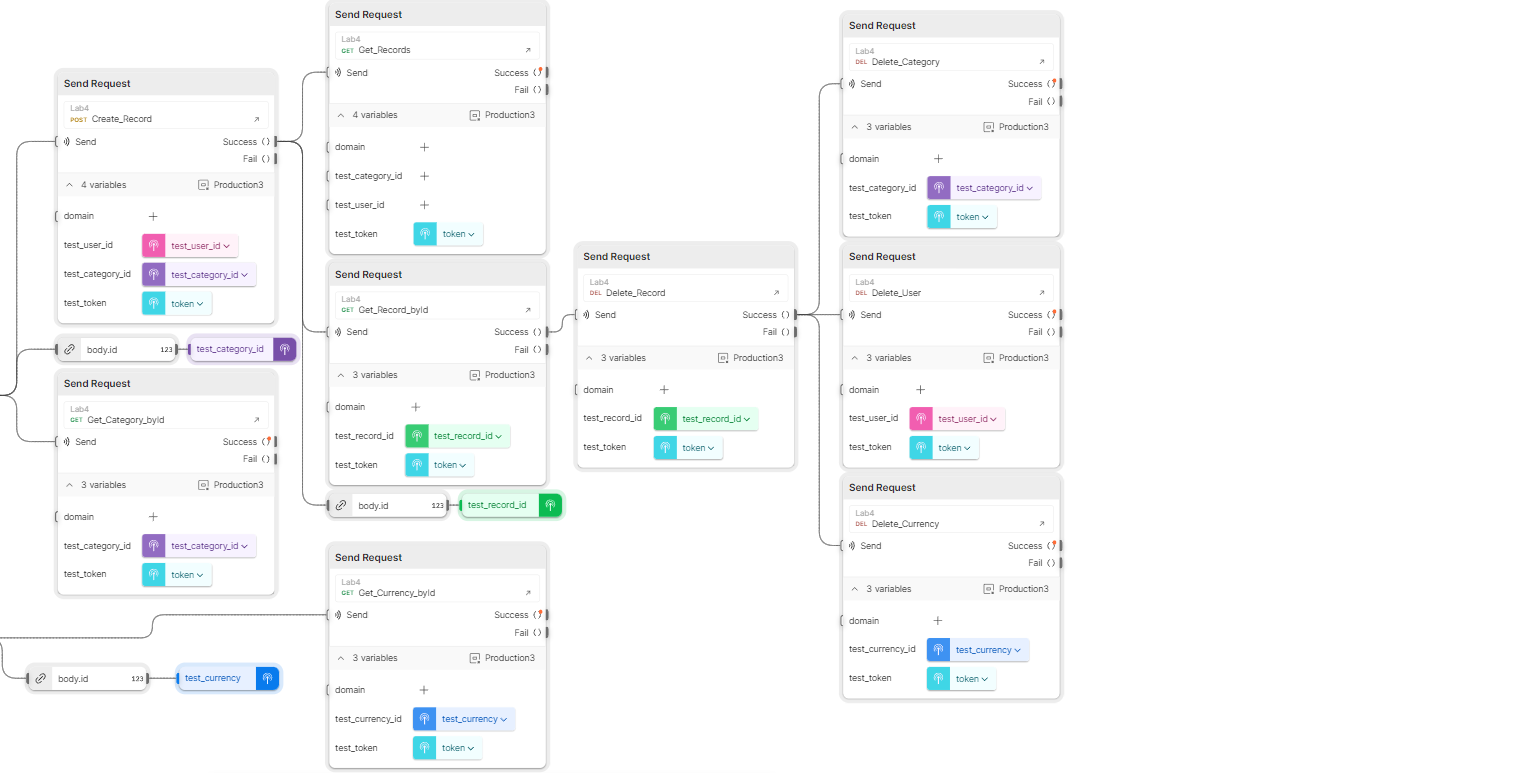 Send Request
Lab4
POST Create_Record
Send Success
Fail
4 variables Production3
domain
test_user_id test_user_id
test_category_id test_category_id
test_token token
body.id 123 test_category_id
Send Request
Lab4
GET Get_Category_byId
Send Success
Fail
3 variables Production3
domain
test_category_id test_category_id
test_token token
body.id 123 test_currency
Send Request
Lab4
GET Get_Records
Send Success
Fail
4 variables Production3
domain
test_category_id
test_user_id
test_token token
Send Request
Lab4
GET Get_Record_byId
Send Success
Fail
3 variables Production3
domain
test_record_id test_record_id
test_token token
body.id 123 test_record_id
Send Request
Lab4
GET Get_Currency_byId
Send Success
Fail
3 variables Production3
domain
test_currency_id test_currency
test_token token
Send Request
Lab4
DEL Delete_Record
Send Success
Fail
3 variables Production3
domain
test_record_id test_record_id
test_token token
Send Request
Lab4
DEL Delete_Category
Send Success
Fail
3 variables Production3
domain
test_category_id test_category_id
test_token token
Send Request
Lab4
DEL Delete_User
Send Success
Fail
3 variables Production3
domain
test_user_id test_user_id
test_token token
Send Request
Lab4
DEL Delete_Currency
Send Success
Fail
3 variables Production3
domain
test_currency_id test_currency
test_token token